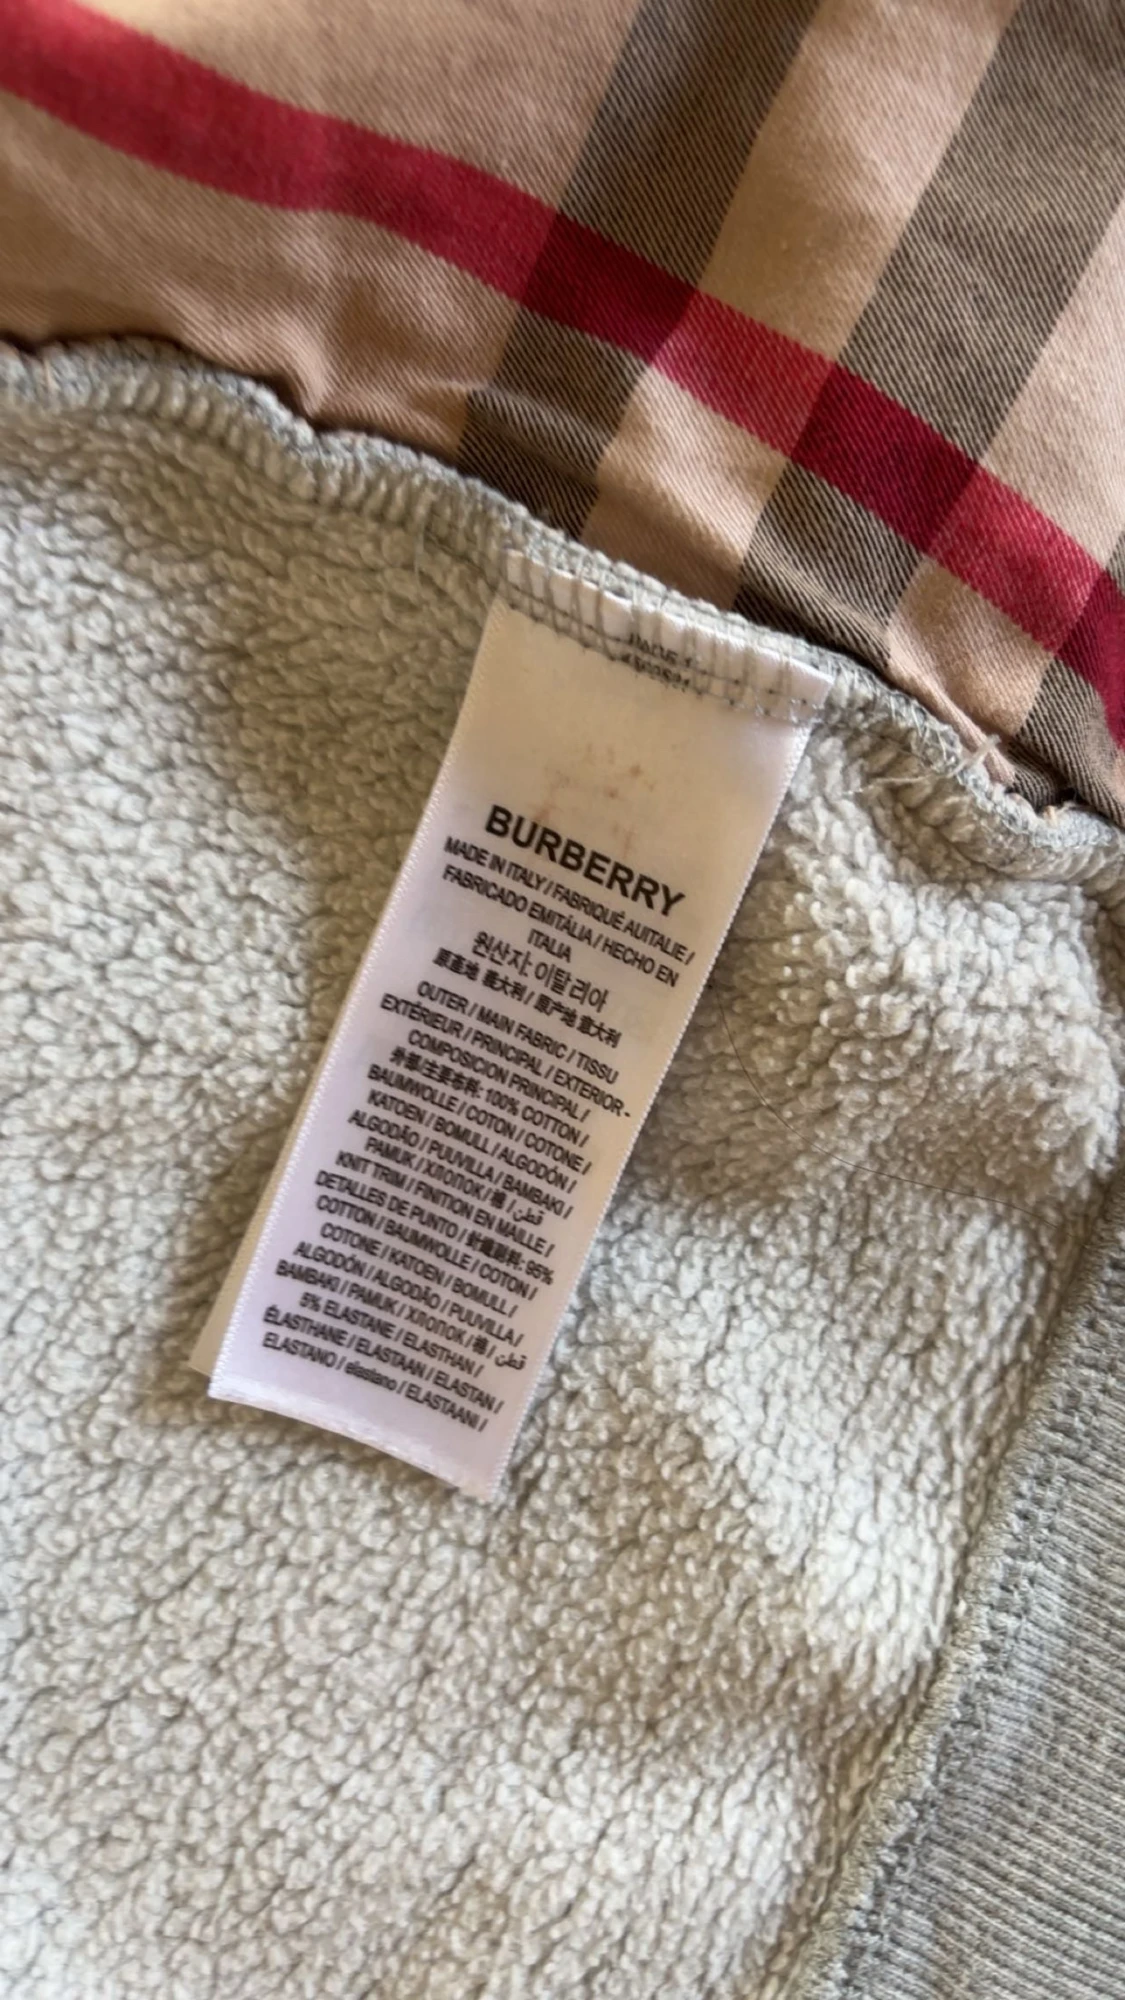 BURBERRY
MADE IN ITALY / FABRIQUÉ AUITALIE /
FABRICADO EMITÁLIA / HECHO EN
ITALIA
원산지: 이탈리아
原產地 義大利 / 原产地 意大利
OUTER / MAIN FABRIC / TISSU
EXTÉRIEUR / PRINCIPAL / EXTERIOR -
COMPOSICION PRINCIPAL /
外部/主要布料: 100% COTTON /
BAUMWOLLE / COTON / COTONE /
KATOEN / BOMULL / ALGODÓN /
ALGODÃO / PUUVILLA / BAMBAKI /
PAMUK / ХЛОПОК / 棉 / قطن
KNIT TRIM / FINITION EN MAILLE /
DETALLES DE PUNTO / 針織副料: 95%
COTTON / BAUMWOLLE / COTON /
COTONE / KATOEN / BOMULL /
ALGODÓN / ALGODÃO / PUUVILLA /
BAMBAKI / PAMUK / ХЛОПОК / 棉 / قطن
5% ELASTANE / ELASTHAN /
ÉLASTHANE / ELASTAAN / ELASTAN /
ELASTANO / elastano / ELASTAANI /